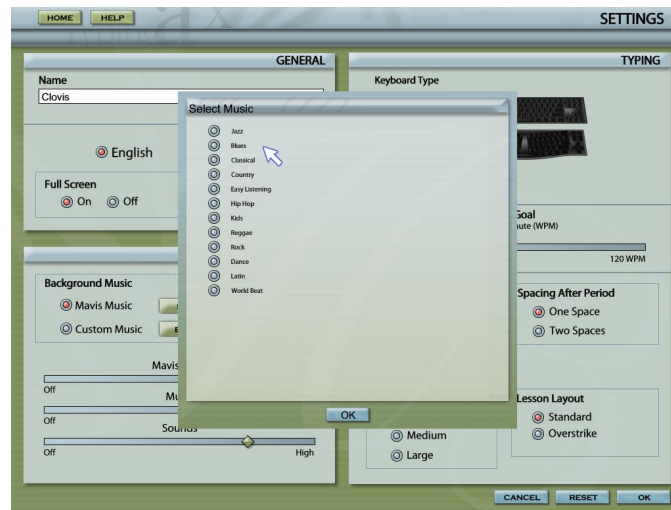 HOME HELP SETTINGS
Typing
GENERAL
Name
Clovis
English
Full Screen
On Off
Background Music
Mavis Music
Custom Music
Mavis
Off
Mu
Off
Sounds
Off High
Select Music
Jazz
Blues
Classical
Country
Easy Listening
Hip Hop
Kids
Reggae
Rock
Dance
Latin
World Beat
OK
TYPING
Keyboard Type
Goal
(WPM)
120 WPM
Spacing After Period
One Space
Two Spaces
Lesson Layout
Standard
Medium Overstrike
Large
CANCEL RESET OK